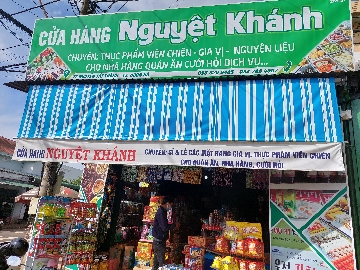 CỬA HÀNG Nguyệt Khánh
CHUYÊN: THỰC PHẨM VIÊN CHIÊN - GIA VỊ - NGUYÊN LIỆU
CHO NHÀ HÀNG QUÁN ĂN CƯỚI HỎI DỊCH VỤ...
CỬA HÀNG NGUYỆT KHÁNH
CHUYÊN: SỈ & LẺ CÁC MẶT HÀNG GIA VỊ, THỰC PHẨM VIÊN CHIÊN
CHO QUÁN ĂN, NHÀ HÀNG, CƯỚI HỎI